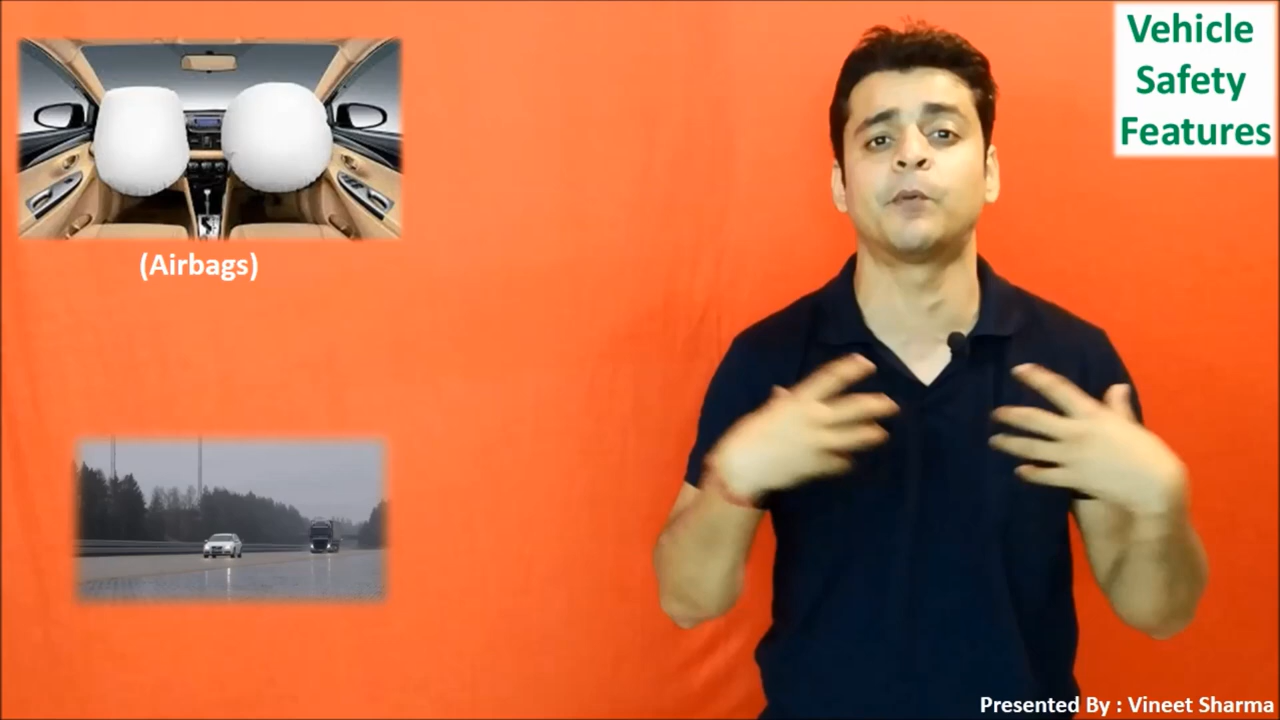 Vehicle
Safety
Features
(Airbags)
Presented By : Vineet Sharma